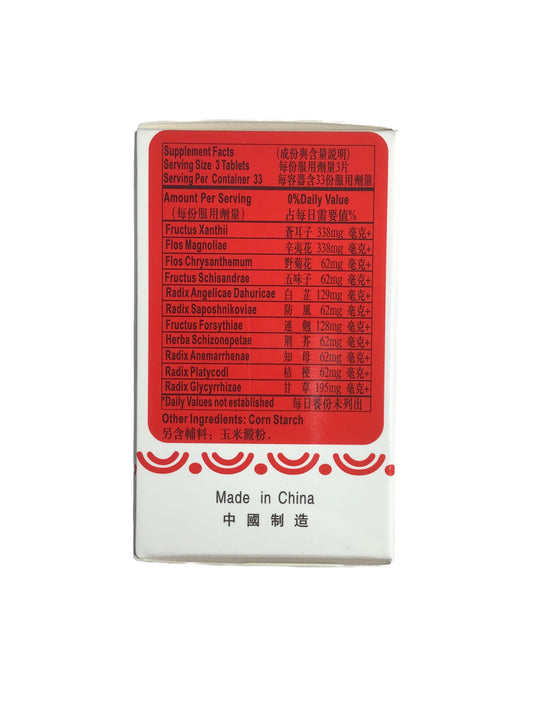 Supplement Facts (成份與含量説明)
Serving Size 3 Tablets 每份服用劑量3片
Serving Per Container 33 每容器含33份服用劑量
Amount Per Serving 0%Daily Value
(每份服用劑量) 占每日需要值%
Fructus Xanthii 蒼耳子 338mg 毫克+
Flos Magnoliae 辛夷花 338mg 毫克+
Flos Chrysanthemum 野菊花 62mg 毫克+
Fructus Schisandrae 五味子 62mg 毫克+
Radix Angelicae Dahuricae 白 芷 129mg 毫克+
Radix Saposhnikoviae 防 風 62mg 毫克+
Fructus Forsythiae 連 翹 128mg 毫克+
Herba Schizonepetae 荆 芥 62mg 毫克+
Radix Anemarrhenae 知 母 62mg 毫克+
Radix Platycodi 桔 梗 62mg 毫克+
Radix Glycyrrhizae 甘 草 195mg 毫克+
*Daily Values not established 每日養份未列出
Other Ingredients: Corn Starch
另含輔料: 玉米澱粉.
Made in China
中國制造